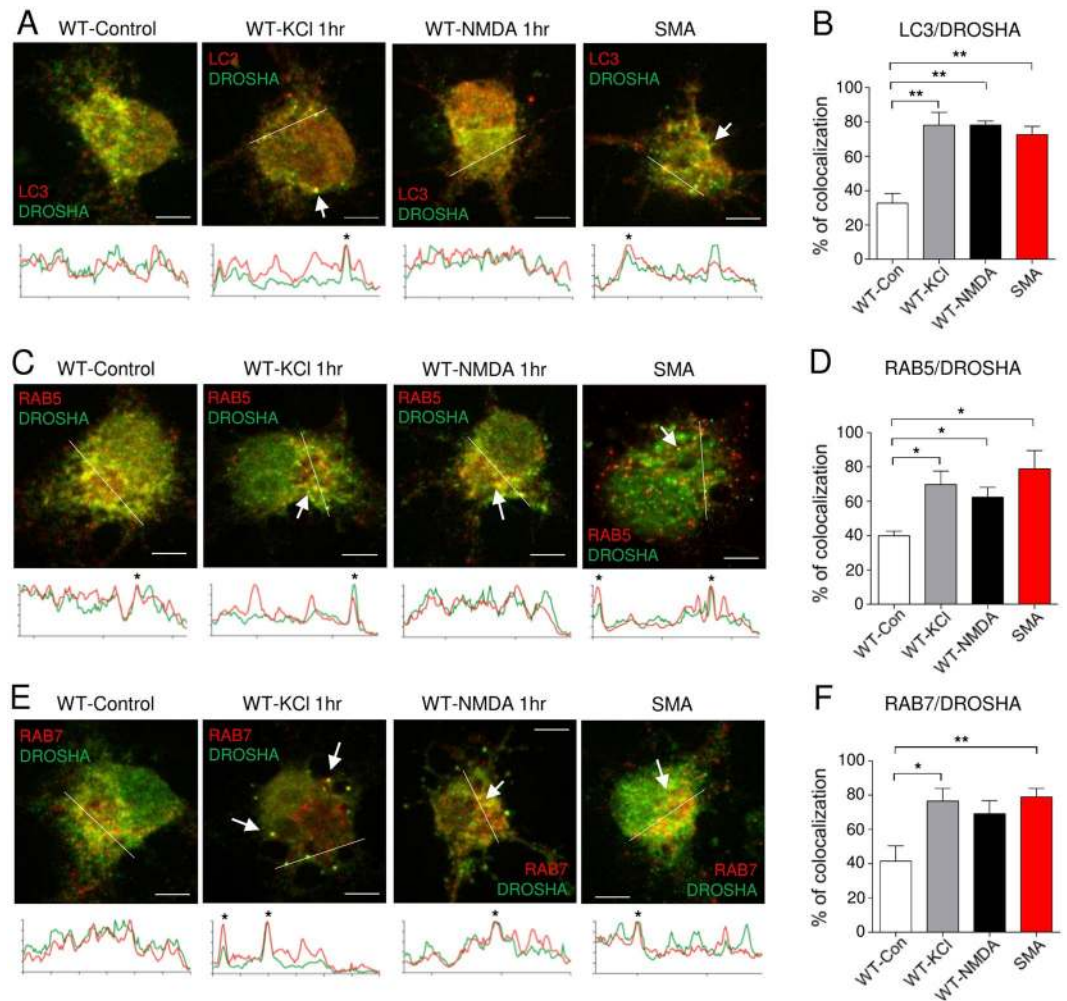 A
WT-Control
WT-KCl 1hr
WT-NMDA 1hr
SMA
LC3
DROSHA
LC3
DROSHA
LC3
DROSHA
LC3
DROSHA
*
*
B
LC3/DROSHA
**
**
**
% of colocalization
100
80
60
40
20
0
WT-Con
WT-KCl
WT-NMDA
SMA
C
WT-Control
WT-KCl 1hr
WT-NMDA 1hr
SMA
RAB5
DROSHA
RAB5
DROSHA
RAB5
DROSHA
RAB5
DROSHA
*
*
*
*
D
RAB5/DROSHA
*
*
*
% of colocalization
100
80
60
40
20
0
WT-Con
WT-KCl
WT-NMDA
SMA
E
WT-Control
WT-KCl 1hr
WT-NMDA 1hr
SMA
RAB7
DROSHA
RAB7
DROSHA
RAB7
DROSHA
RAB7
DROSHA
*
*
*
*
F
RAB7/DROSHA
**
*
% of colocalization
100
80
60
40
20
0
WT-Con
WT-KCl
WT-NMDA
SMA